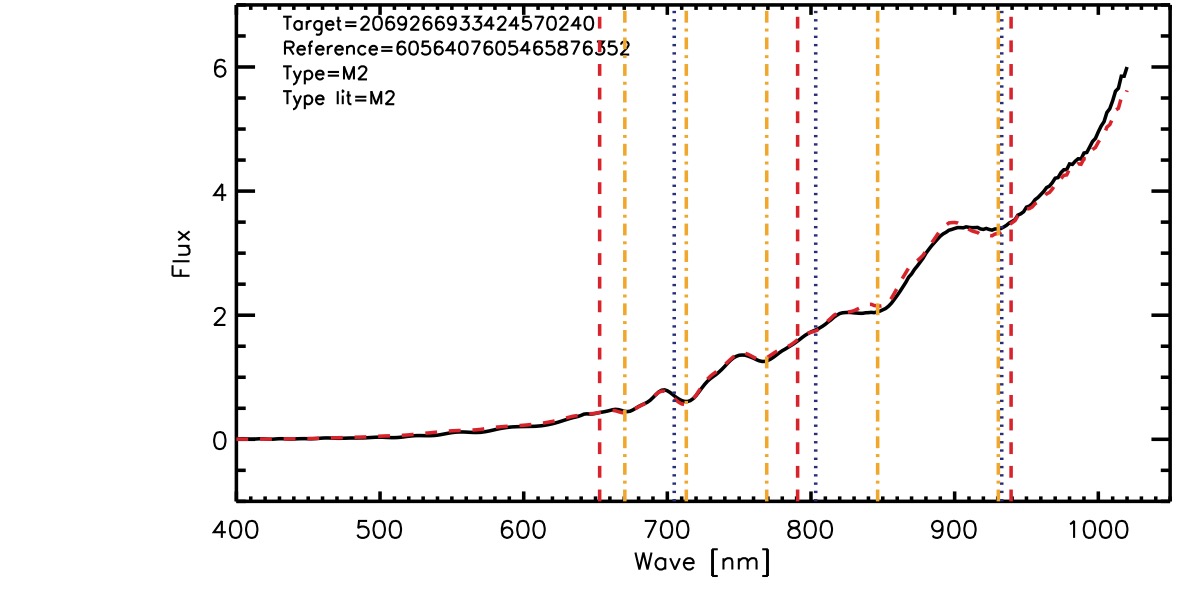 Target=2069266933424570240
Reference=6056407605465876352
Type=M2
Type lit=M2
6
4
2
0
Flux
400 500 600 700 800 900 1000
Wave [nm]